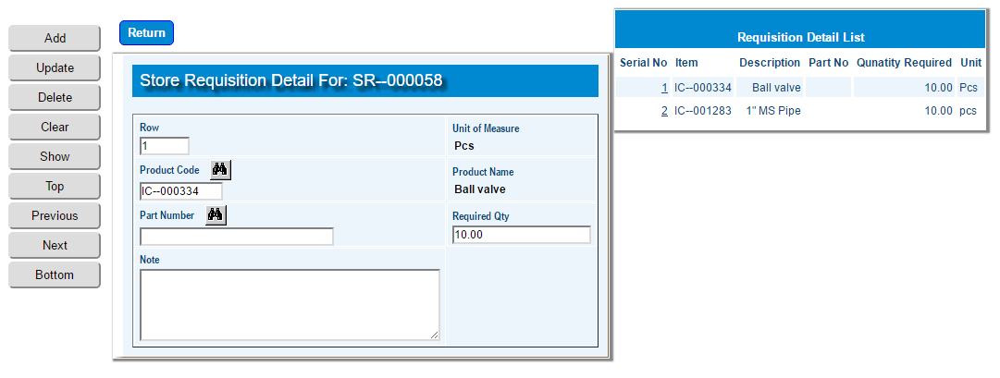 Add
Update
Delete
Clear
Show
Top
Previous
Next
Bottom
Return
Store Requisition Detail For: SR--000058
Row
1
Unit of Measure
Pcs
Product Code
IC--000334
Product Name
Ball valve
Part Number
Required Qty
10.00
Note
Requisition Detail List
Serial No Item Description Part No Qunatity Required Unit
1 IC--000334 Ball valve 10.00 Pcs
2 IC--001283 1" MS Pipe 10.00 pcs